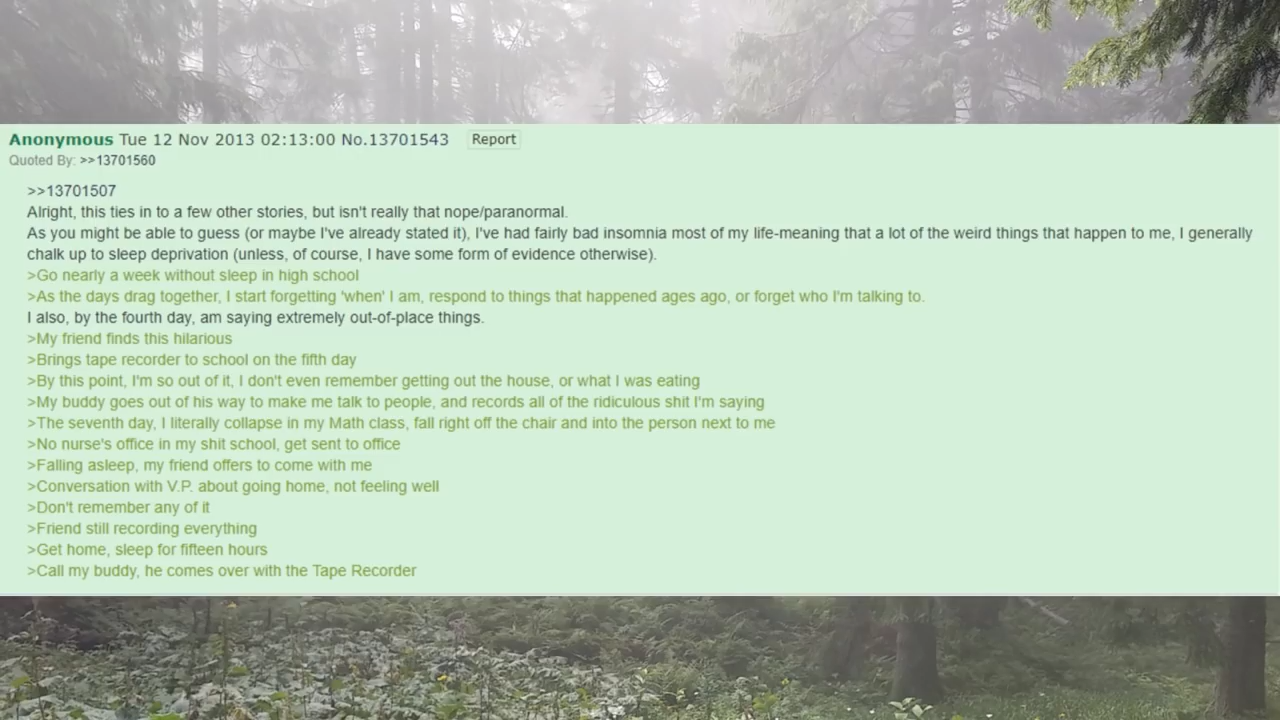 Anonymous Tue 12 Nov 2013 02:13:00 No.13701543 Report
Quoted By: >>13701560
>>13701507
Alright, this ties in to a few other stories, but isn't really that nope/paranormal.
As you might be able to guess (or maybe I've already stated it), I've had fairly bad insomnia most of my life-meaning that a lot of the weird things that happen to me, I generally
chalk up to sleep deprivation (unless, of course, I have some form of evidence otherwise).
>Go nearly a week without sleep in high school
>As the days drag together, I start forgetting 'when' I am, respond to things that happened ages ago, or forget who I'm talking to.
I also, by the fourth day, am saying extremely out-of-place things.
>My friend finds this hilarious
>Brings tape recorder to school on the fifth day
>By this point, I'm so out of it, I don't even remember getting out the house, or what I was eating
>My buddy goes out of his way to make me talk to people, and records all of the ridiculous shit I'm saying
>The seventh day, I literally collapse in my Math class, fall right off the chair and into the person next to me
>No nurse's office in my shit school, get sent to office
>Falling asleep, my friend offers to come with me
>Conversation with V.P. about going home, not feeling well
>Don't remember any of it
>Friend still recording everything
>Get home, sleep for fifteen hours
>Call my buddy, he comes over with the Tape Recorder